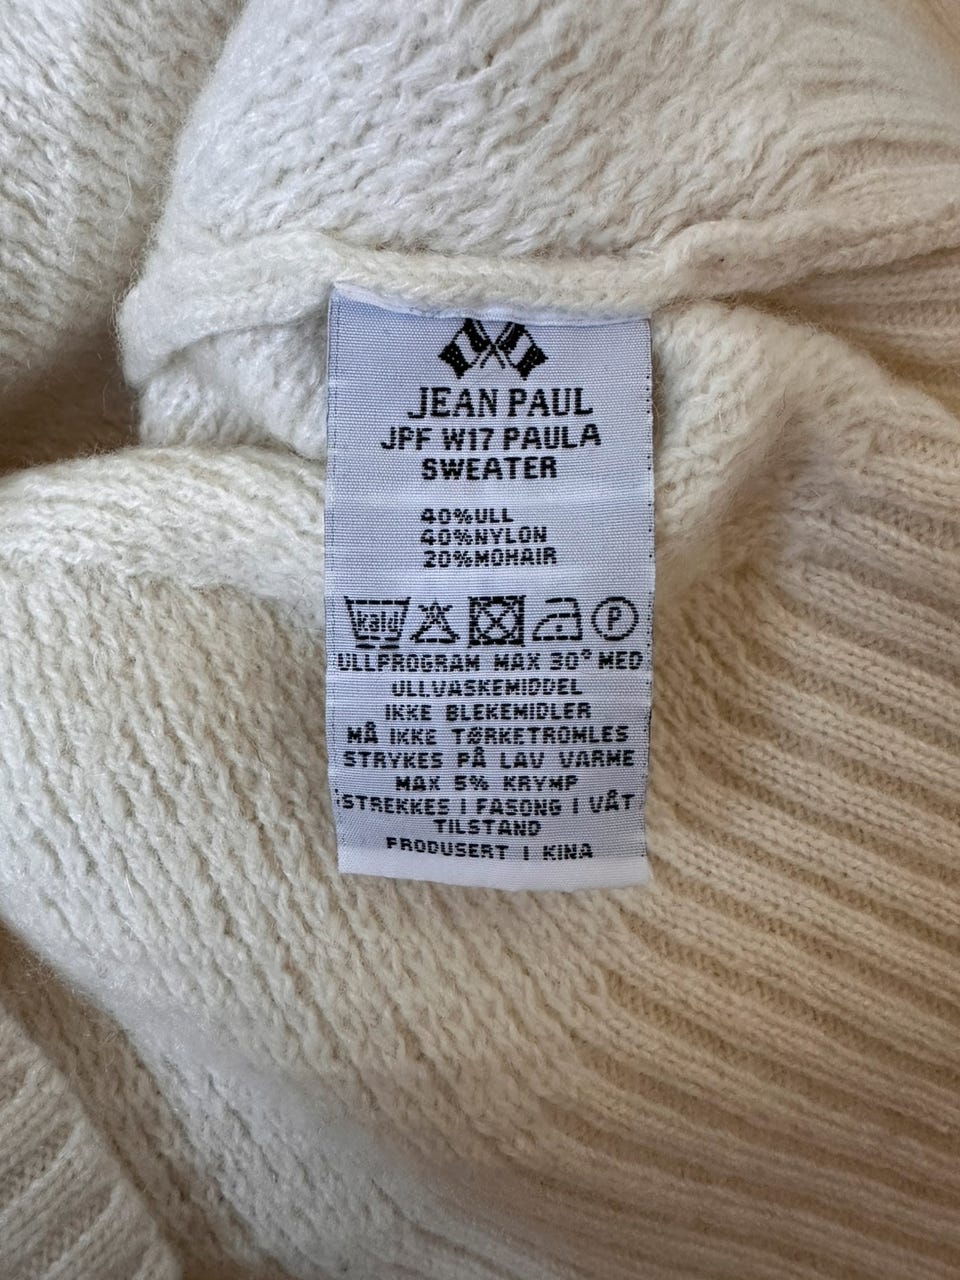 JEAN PAUL
JPF W17 PAULA
SWEATER
40%ULL
40%NYLON
20%MOHAIR
kald P
ULLPROGRAM MAX 30° MED
ULLVASKEMIDDEL
IKKE BLEKEMIDLER
MÅ IKKE TØRKETROMLES
STRYKES PÅ LAV VARME
MAX 5% KRYMP
STREKKES I FASONG I VÅT
TILSTAND
PRODUSERT I KINA